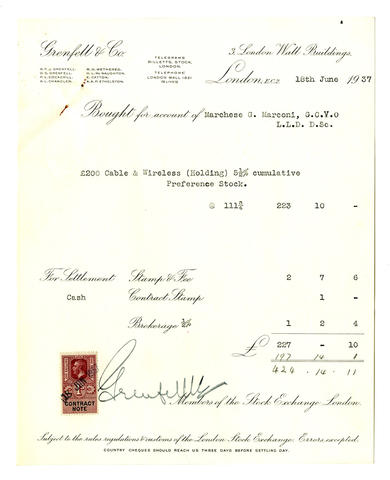 Grenfell & Co.
TELEGRAMS
BILLETTS, STOCK,
LONDON.
TELEPHONE
LONDON WALL 1521
3. London Wall Buildings,
London, E.C.2 18th June 1937
Bought for account of Marchese G. Marconi, G.C.V.O
L.L.D. D.Sc.
£200 Cable & Wireless (Holding) 5½% cumulative
Preference Stock.
@ 111¾ 223 10 -
For Settlement Stamp & Fee 2 7 6
Cash Contract Stamp 1 -
Brokerage 1 2 4
£ 227 - 10
197 14 1
424 . 14 . 11
CONTRACT
NOTE
Grenfell
Members of the Stock Exchange London.
Subject to the rules regulations & customs of the London Stock Exchange. Errors excepted.
COUNTRY CHEQUES SHOULD REACH US THREE DAYS BEFORE SETTLING DAY.